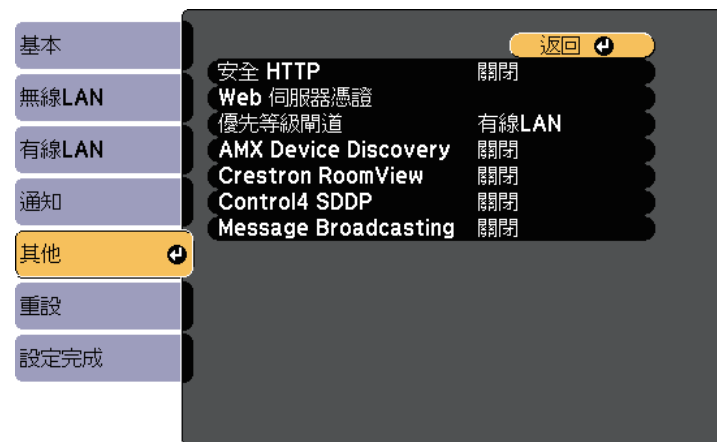 基本
無線LAN
有線LAN
通知
其他
重設
設定完成
返回
安全 HTTP 關閉
Web 伺服器憑證
優先等級閘道 有線LAN
AMX Device Discovery 關閉
Crestron RoomView 關閉
Control4 SDDP 關閉
Message Broadcasting 關閉